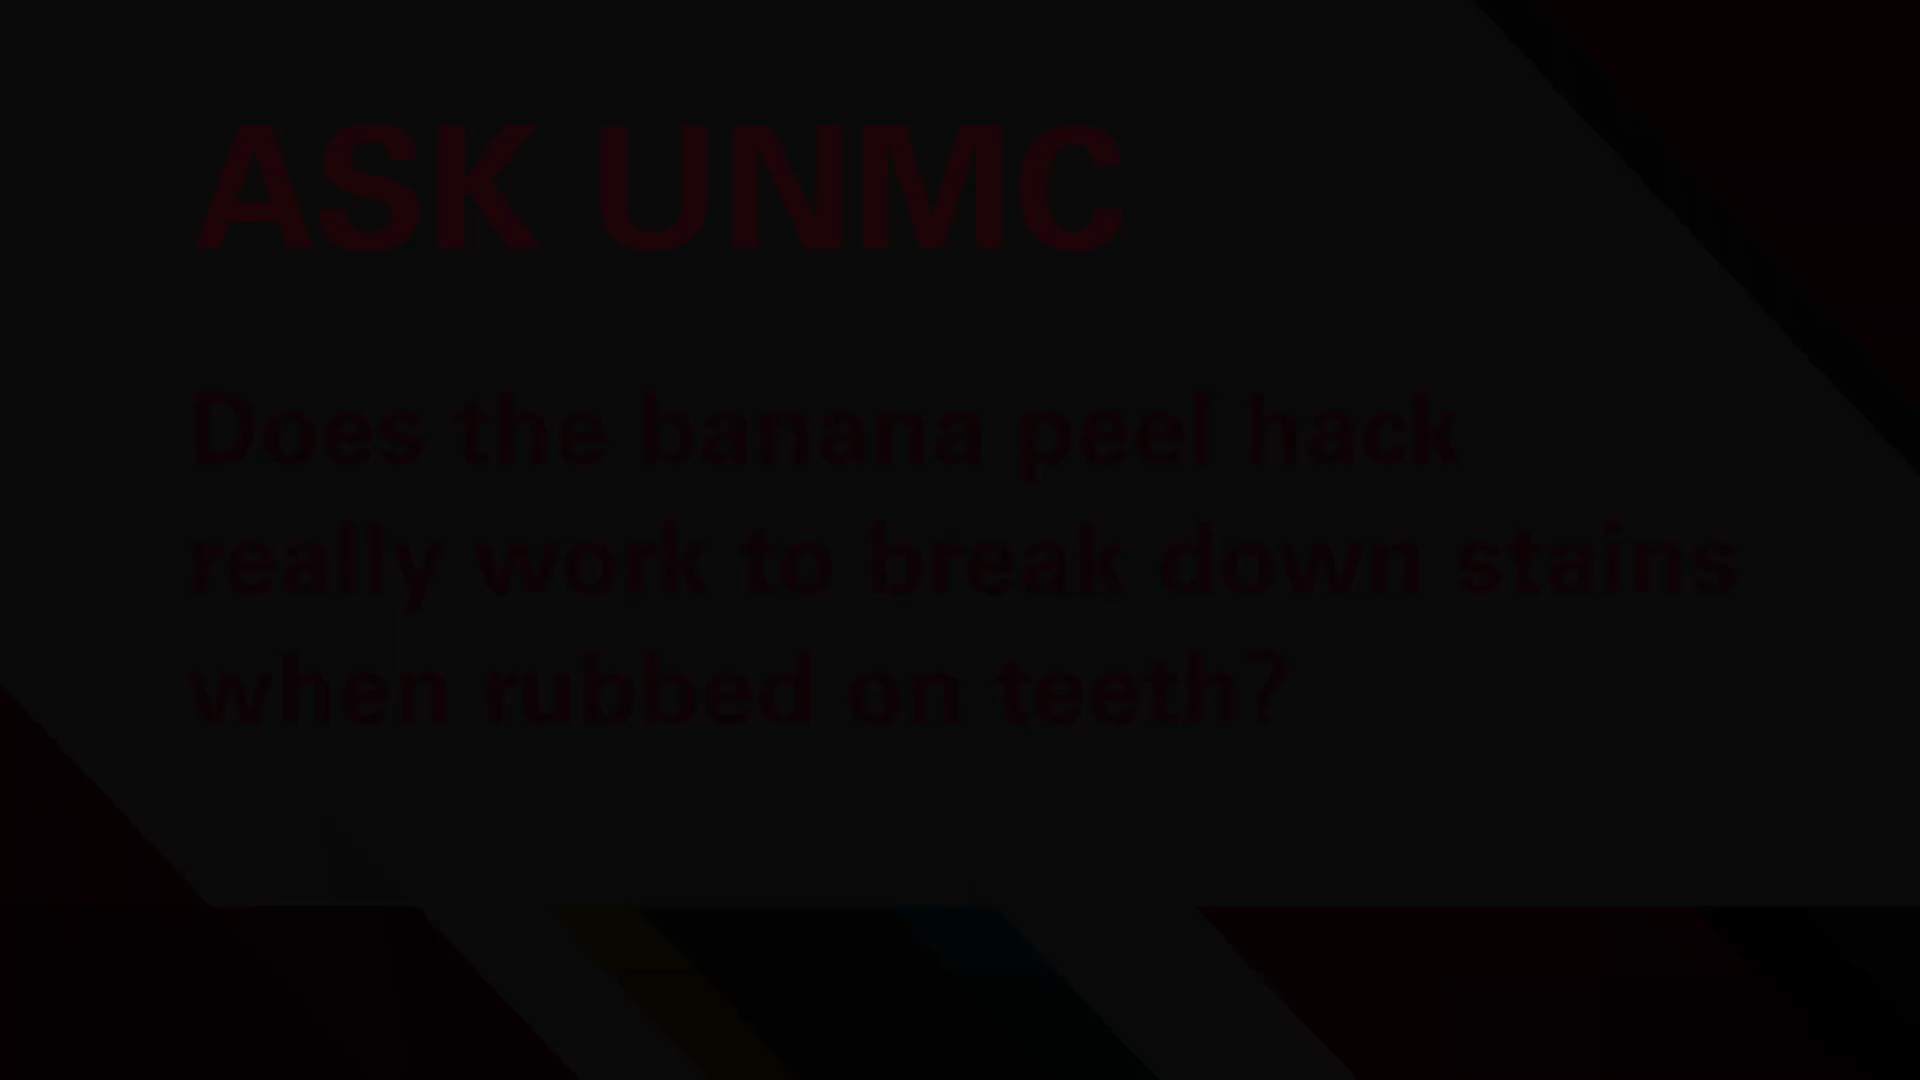 ASK UNMC
Does the banana peel hack
really work to break down stains
when rubbed on teeth?